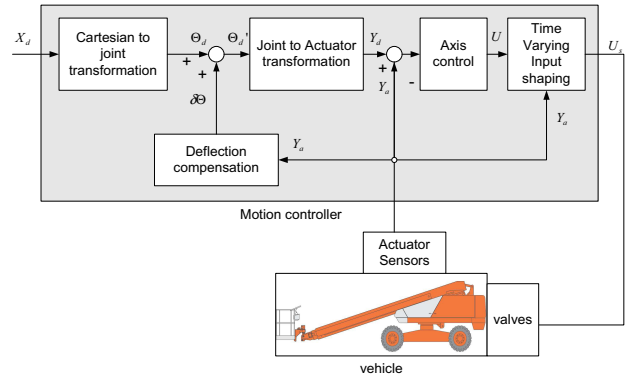 X_d
Cartesian to
joint
transformation
Θ_d
+
+
Θ_d'
Joint to Actuator
transformation
Y_d
+
Y_a
-
Axis
control
U
Time
Varying
Input
shaping
U_s
δΘ
Deflection
compensation
Y_a
Y_a
Motion controller
Actuator
Sensors
valves
vehicle